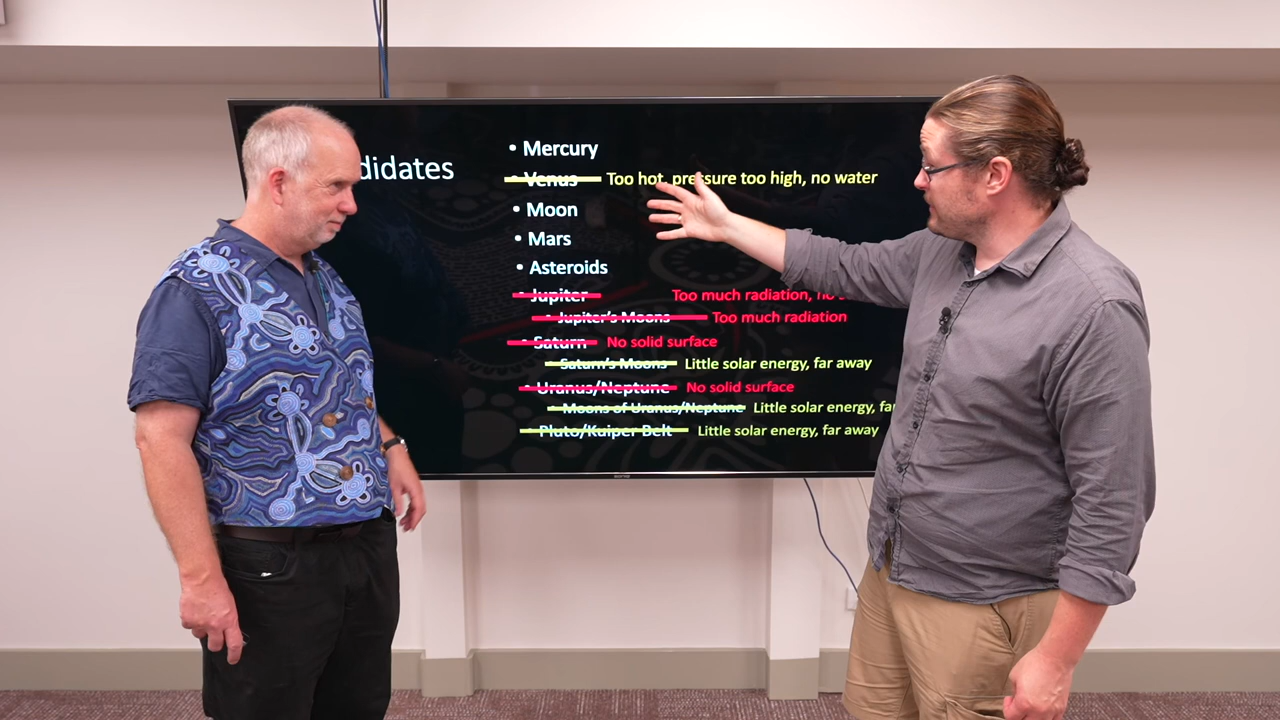 didates
• Mercury
• Venus Too hot, pressure too high, no water
• Moon
• Mars
• Asteroids
• Jupiter Too much radiation, no
• Jupiter's Moons Too much radiation
• Saturn No solid surface
• Saturn's Moons Little solar energy, far away
• Uranus/Neptune No solid surface
• Moons of Uranus/Neptune Little solar energy, fa
• Pluto/Kuiper Belt Little solar energy, far away